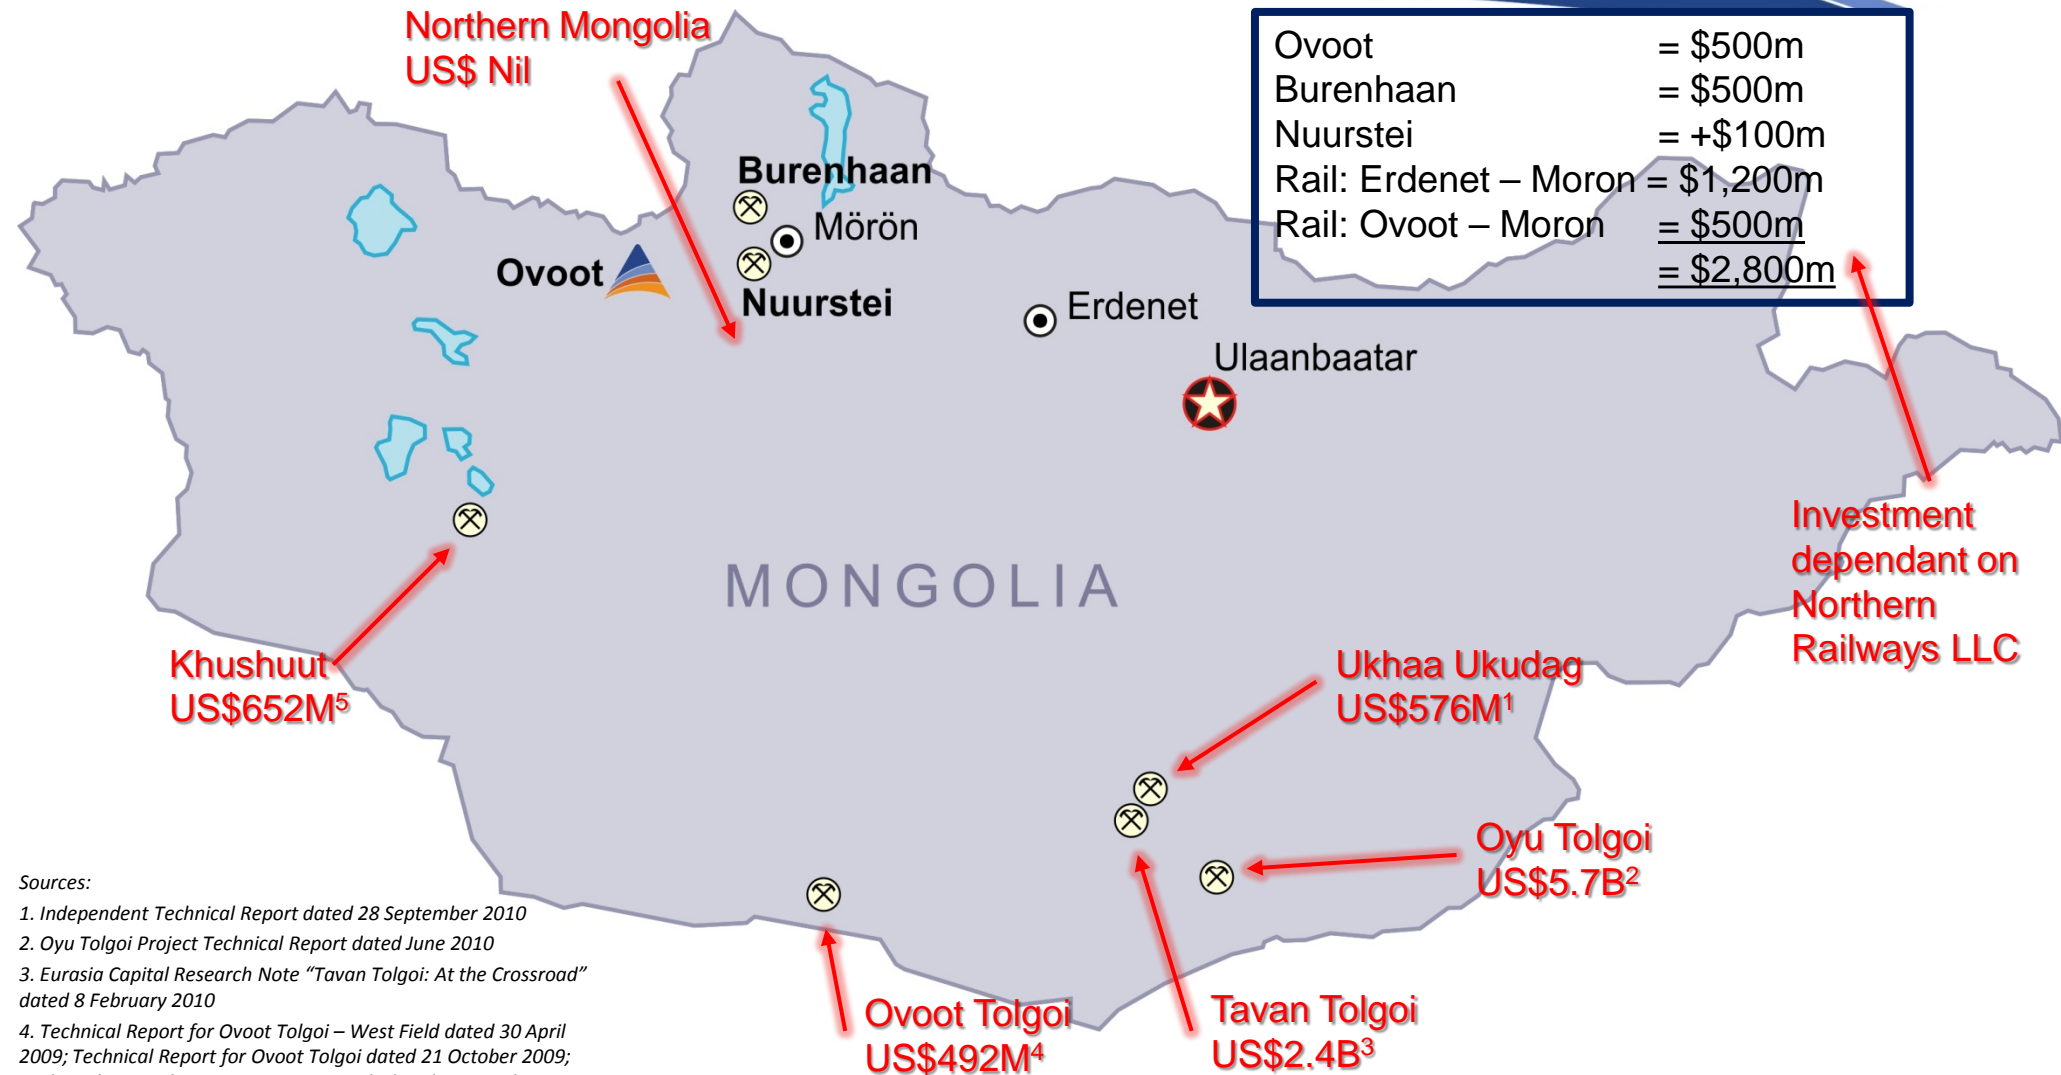 Northern Mongolia
US$ Nil
Ovoot = $500m
Burenhaan = $500m
Nuurstei = +$100m
Rail: Erdenet – Moron = $1,200m
Rail: Ovoot – Moron = $500m
= $2,800m
Burenhaan
Mörön
Ovoot
Nuurstei
Erdenet
Ulaanbaatar
MONGOLIA
Investment
dependant on
Northern
Railways LLC
Khushuut
US$652M⁵
Ukhaa Ukudag
US$576M¹
Oyu Tolgoi
US$5.7B²
Ovoot Tolgoi
US$492M⁴
Tavan Tolgoi
US$2.4B³
Sources:
1. Independent Technical Report dated 28 September 2010
2. Oyu Tolgoi Project Technical Report dated June 2010
3. Eurasia Capital Research Note “Tavan Tolgoi: At the Crossroad”
dated 8 February 2010
4. Technical Report for Ovoot Tolgoi – West Field dated 30 April
2009; Technical Report for Ovoot Tolgoi dated 21 October 2009;